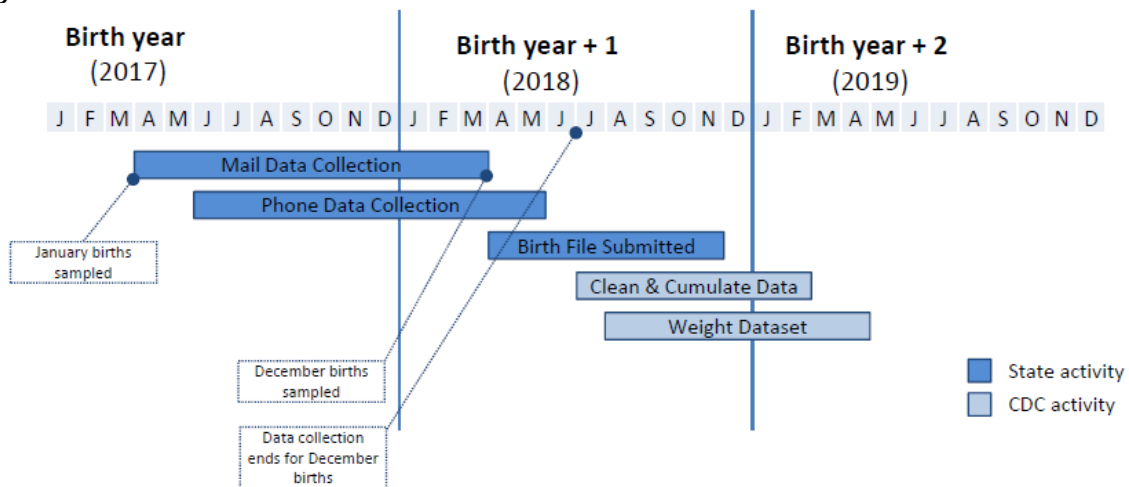 Birth year
(2017)
Birth year + 1
(2018)
Birth year + 2
(2019)
J F M A M J J A S O N D J F M A M J J A S O N D J F M A M J J A S O N D
Mail Data Collection
Phone Data Collection
Birth File Submitted
Clean & Cumulate Data
Weight Dataset
January births
sampled
December births
sampled
Data collection
ends for December
births
State activity
CDC activity